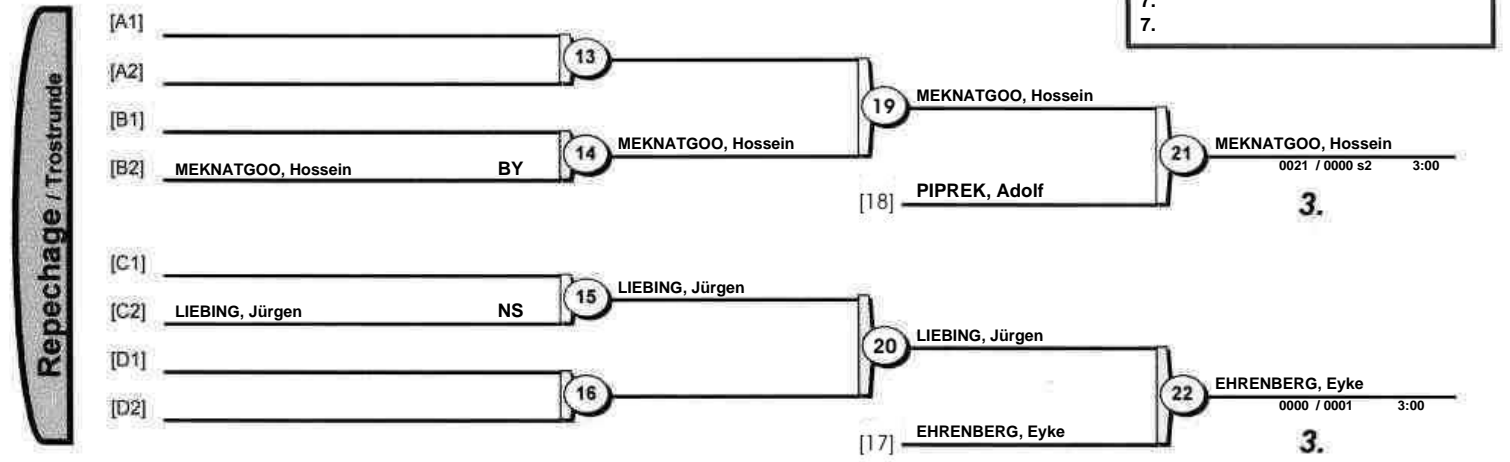 7.
7.
Repechage / Trostrunde
[A1]
[A2]
13
[B1]
[B2] MEKNATGOO, Hossein BY
14 MEKNATGOO, Hossein
19 MEKNATGOO, Hossein
[18] PIPREK, Adolf
21 MEKNATGOO, Hossein
0021 / 0000 s2 3:00
3.
[C1]
[C2] LIEBING, Jürgen NS
15 LIEBING, Jürgen
[D1]
[D2]
16
20 LIEBING, Jürgen
[17] EHRENBERG, Eyke
22 EHRENBERG, Eyke
0000 / 0001 3:00
3.